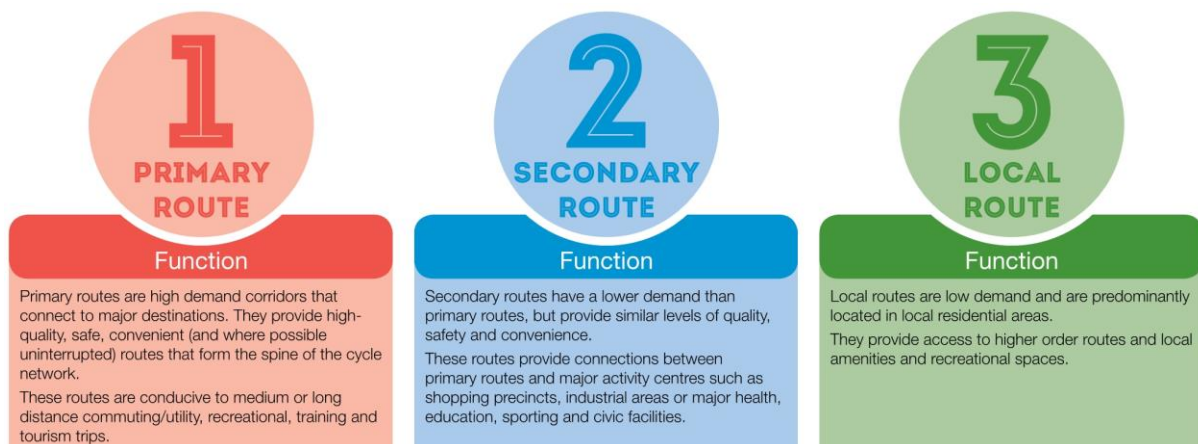 1
PRIMARY
ROUTE
Function
Primary routes are high demand corridors that
connect to major destinations. They provide high-
quality, safe, convenient (and where possible
uninterrupted) routes that form the spine of the cycle
network.
These routes are conducive to medium or long
distance commuting/utility, recreational, training and
tourism trips.
2
SECONDARY
ROUTE
Function
Secondary routes have a lower demand than
primary routes, but provide similar levels of quality,
safety and convenience.
These routes provide connections between
primary routes and major activity centres such as
shopping precincts, industrial areas or major health,
education, sporting and civic facilities.
3
LOCAL
ROUTE
Function
Local routes are low demand and are predominantly
located in local residential areas.
They provide access to higher order routes and local
amenities and recreational spaces.